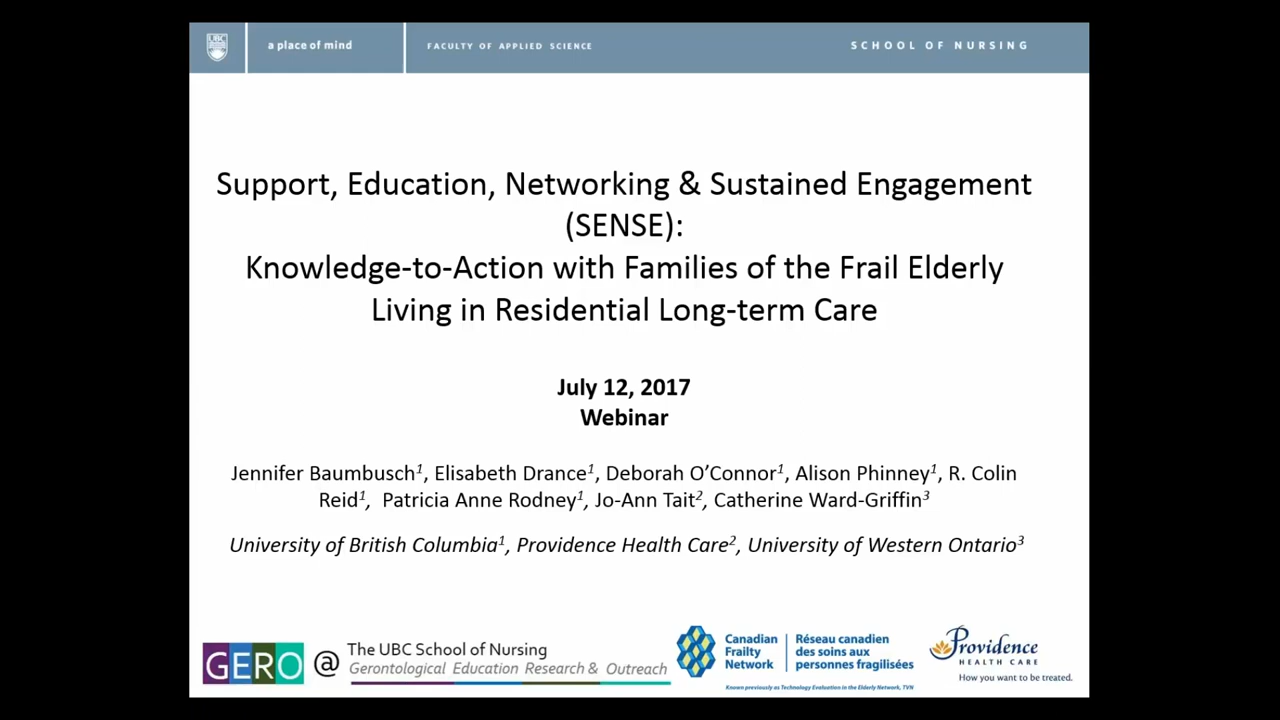 UBC
a place of mind
FACULTY OF APPLIED SCIENCE
SCHOOL OF NURSING
Support, Education, Networking & Sustained Engagement
(SENSE):
Knowledge-to-Action with Families of the Frail Elderly
Living in Residential Long-term Care
July 12, 2017
Webinar
Jennifer Baumbusch¹, Elisabeth Drance¹, Deborah O’Connor¹, Alison Phinney¹, R. Colin
Reid¹, Patricia Anne Rodney¹, Jo-Ann Tait², Catherine Ward-Griffin³
University of British Columbia¹, Providence Health Care², University of Western Ontario³
GERO @
The UBC School of Nursing
Gerontological Education Research & Outreach
Canadian
Frailty
Network
Réseau canadien
des soins aux
personnes fragilisées
Known previously as Technology Evaluation in the Elderly Network, TVN
Providence
HEALTH CARE
How you want to be treated.